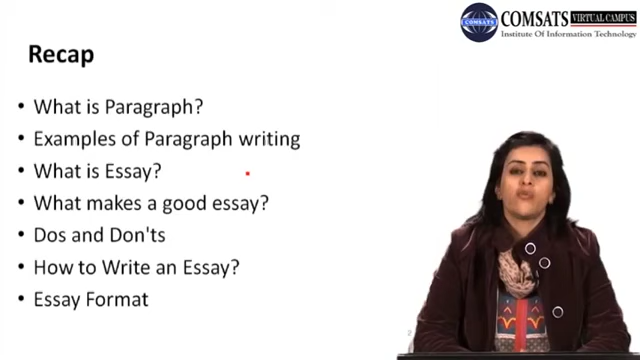 COMSATS VIRTUAL CAMPUS
Institute Of Information Technology
Recap
• What is Paragraph?
• Examples of Paragraph writing
• What is Essay?
• What makes a good essay?
• Dos and Don'ts
• How to Write an Essay?
• Essay Format